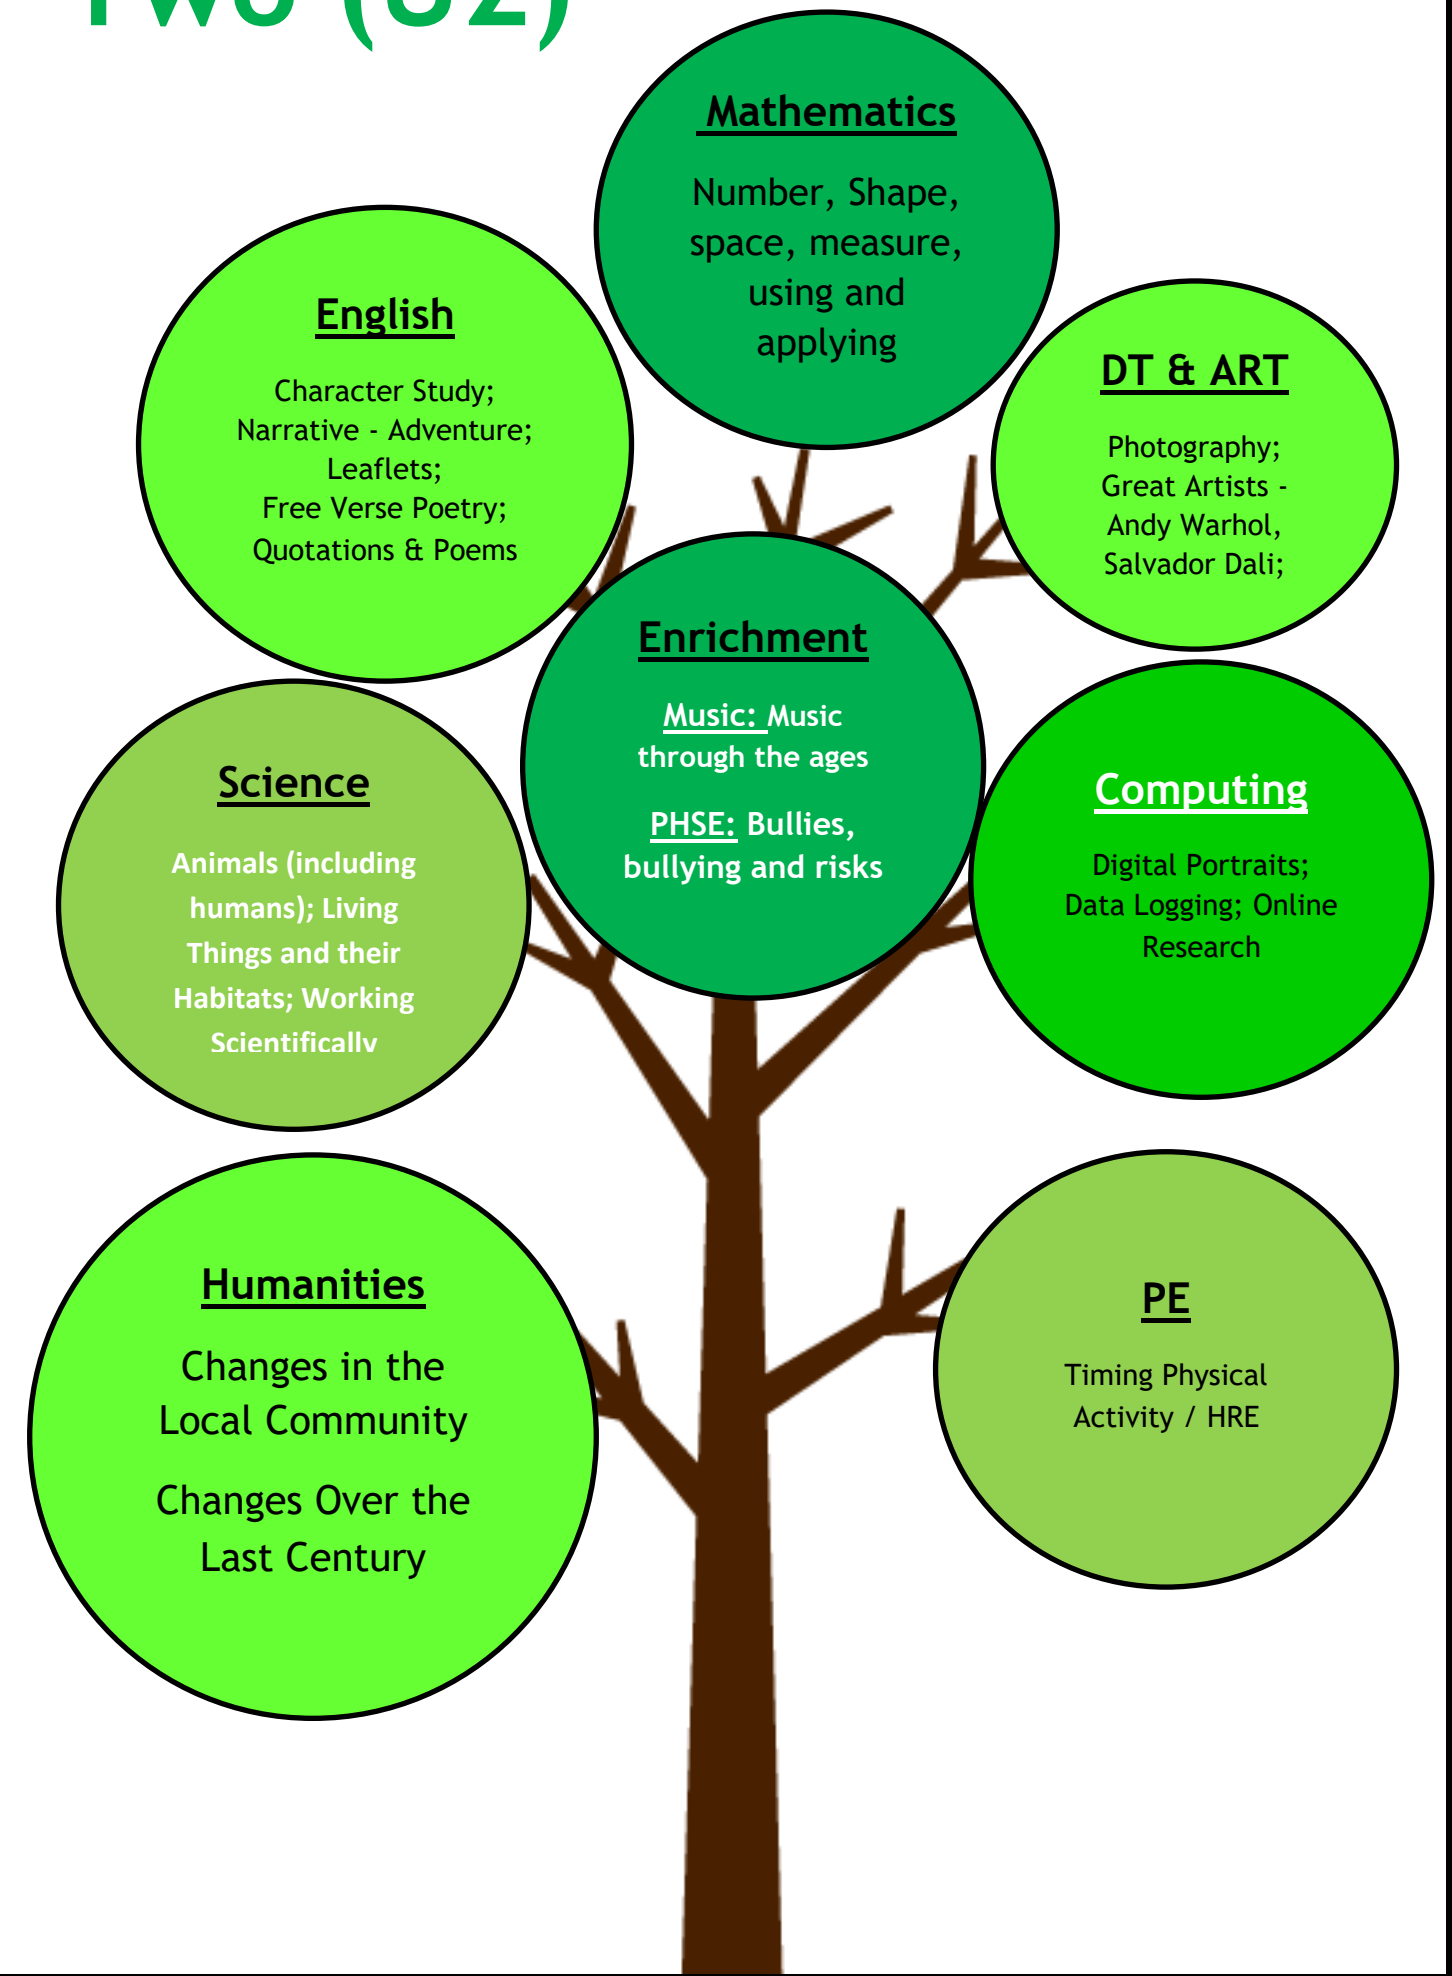 Two (U2)
Mathematics
Number, Shape,
space, measure,
using and
applying
English
Character Study;
Narrative - Adventure;
Leaflets;
Free Verse Poetry;
Quotations & Poems
DT & ART
Photography;
Great Artists -
Andy Warhol,
Salvador Dali;
Enrichment
Music: Music
through the ages
PHSE: Bullies,
bullying and risks
Science
Animals (including
humans); Living
Things and their
Habitats; Working
Scientifically
Computing
Digital Portraits;
Data Logging; Online
Research
Humanities
Changes in the
Local Community
Changes Over the
Last Century
PE
Timing Physical
Activity / HRE